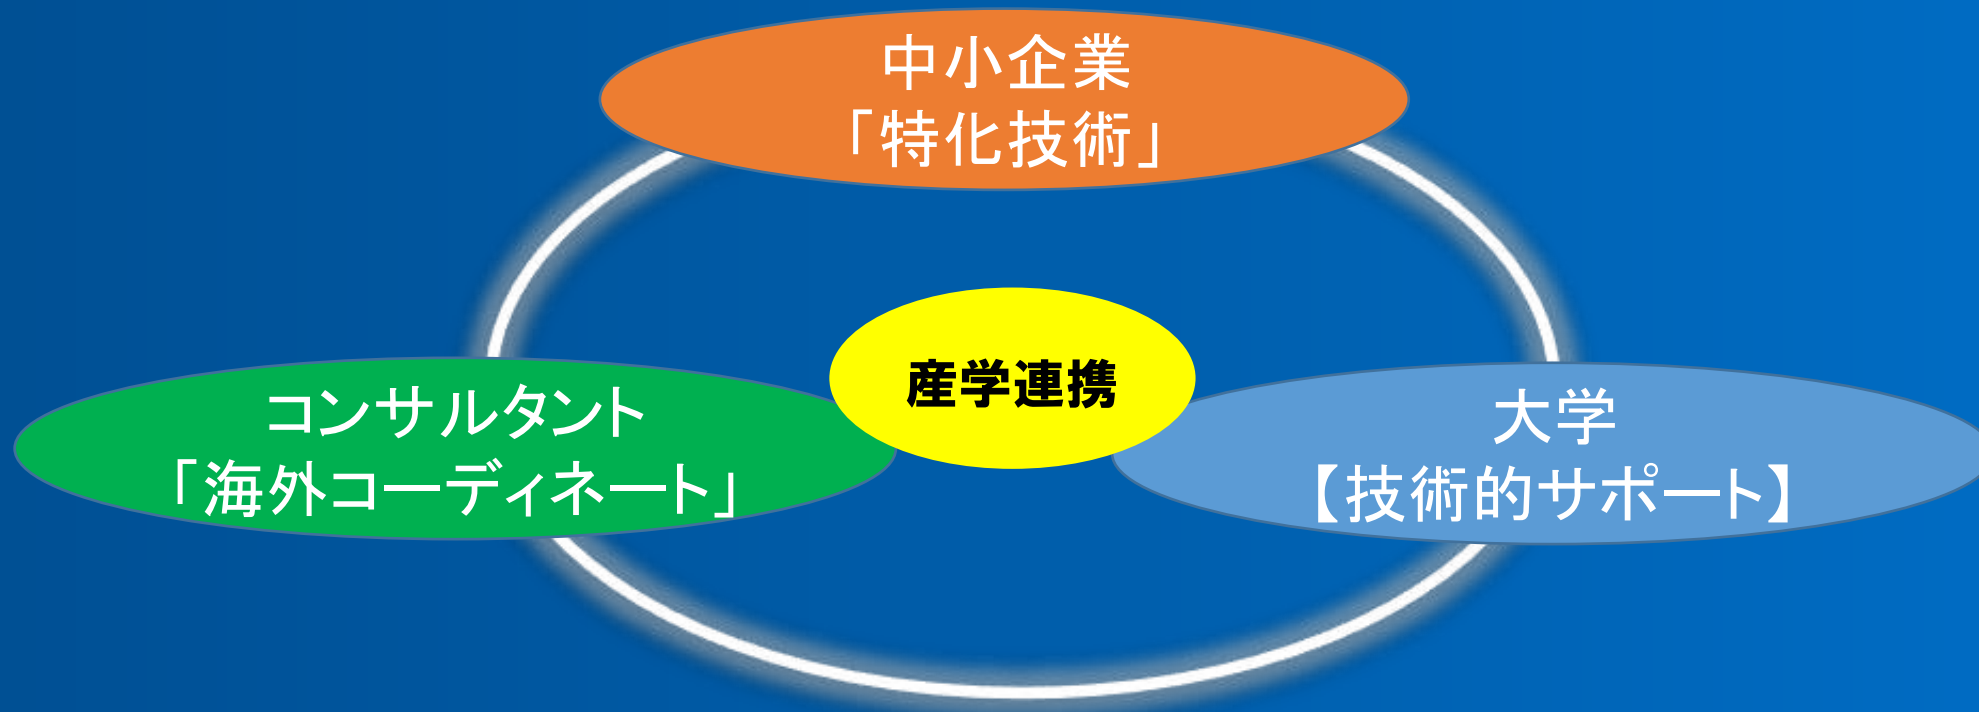 中小企業
「特化技術」
産学連携
コンサルタント
「海外コーディネート」
大学
【技術的サポート】